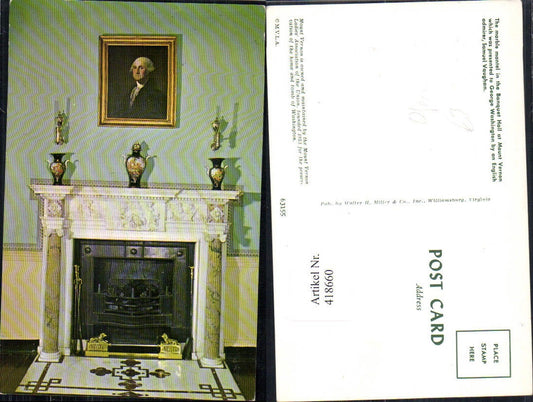 The marble mantel in the Banquet Hall at Mount Vernon
which was presented to George Washington by an English
admirer, Samuel Vaughan.
Mount Vernon is owned and maintained by the Mount Vernon
Ladies' Association of the Union, founded 1853 for the preser-
vation of the home and tomb of Washington.
© M.V.L.A.
63155
Pub. by Walter H. Miller & Co., Inc., Williamsburg, Virginia
Artikel Nr.
418660
POST CARD
Address
PLACE
STAMP
HERE